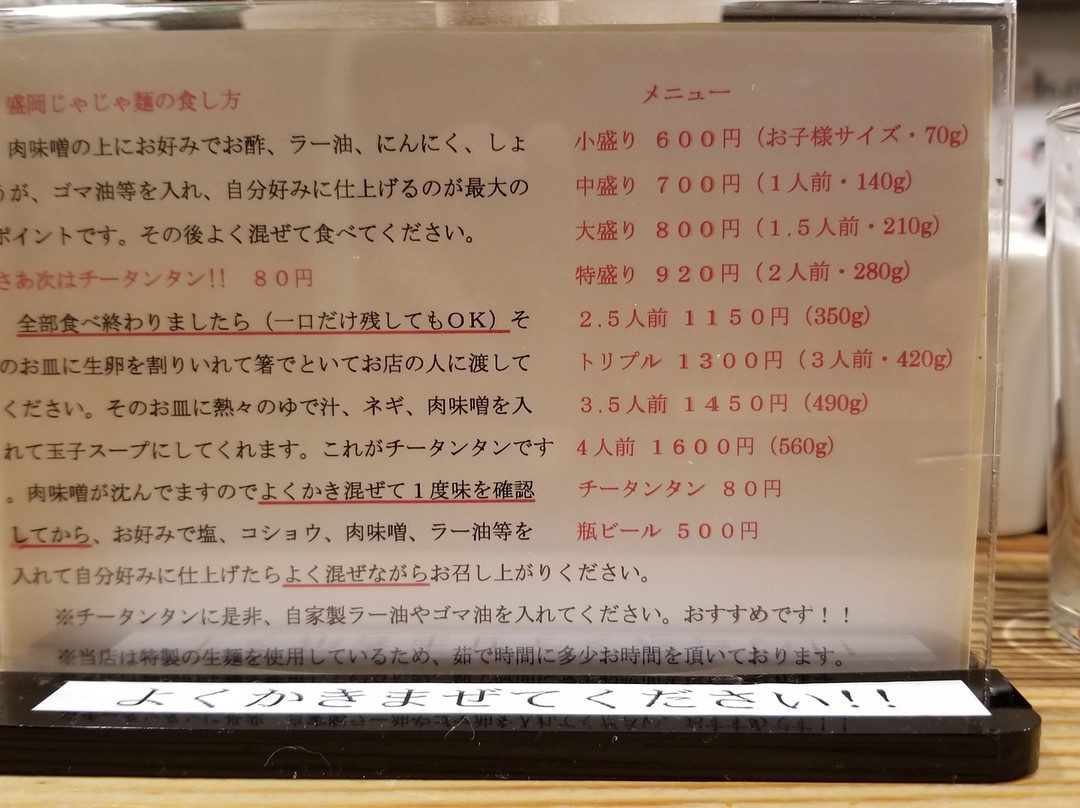 盛岡じゃじゃ麺の食し方
肉味噌の上にお好みでお酢、ラー油、にんにく、しょ
うが、ゴマ油等を入れ、自分好みに仕上げるのが最大の
ポイントです。その後よく混ぜて食べてください。
さあ次はチータンタン!! ８０円
全部食べ終わりましたら（一口だけ残してもＯＫ）そ
のお皿に生卵を割りいれて箸でといてお店の人に渡して
ください。そのお皿に熱々のゆで汁、ネギ、肉味噌を入
れて玉子スープにしてくれます。これがチータンタンです
。肉味噌が沈んでますのでよくかき混ぜて１度味を確認
してから、お好みで塩、コショウ、肉味噌、ラー油等を
入れて自分好みに仕上げたらよく混ぜながらお召し上がりください。
※チータンタンに是非、自家製ラー油やゴマ油を入れてください。おすすめです！！
※当店は特製の生麺を使用しているため、茹で時間に多少お時間を頂いております。
メニュー
小盛り ６００円（お子様サイズ・70g）
中盛り ７００円（１人前・140g）
大盛り ８００円（１.５人前・210g）
特盛り ９２０円（２人前・280g）
２.５人前 １１５０円（350g）
トリプル １３００円（３人前・420g）
３.５人前 １４５０円（490g）
４人前 １６００円（560g）
チータンタン ８０円
瓶ビール ５００円
よくかきまぜてください!!